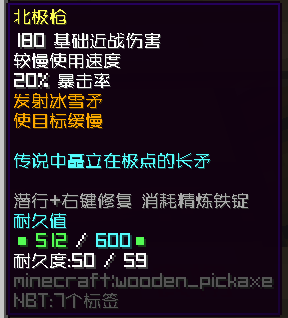 北极枪
180 基础近战伤害
较慢使用速度
20% 暴击率
发射冰雪矛
使目标缓慢
传说中矗立在极点的长矛
潜行+右键修复 消耗精炼铁锭
耐久值
▪ 512 / 600 ▪
耐久度:50 / 59
minecraft:wooden_pickaxe
NBT:7个标签